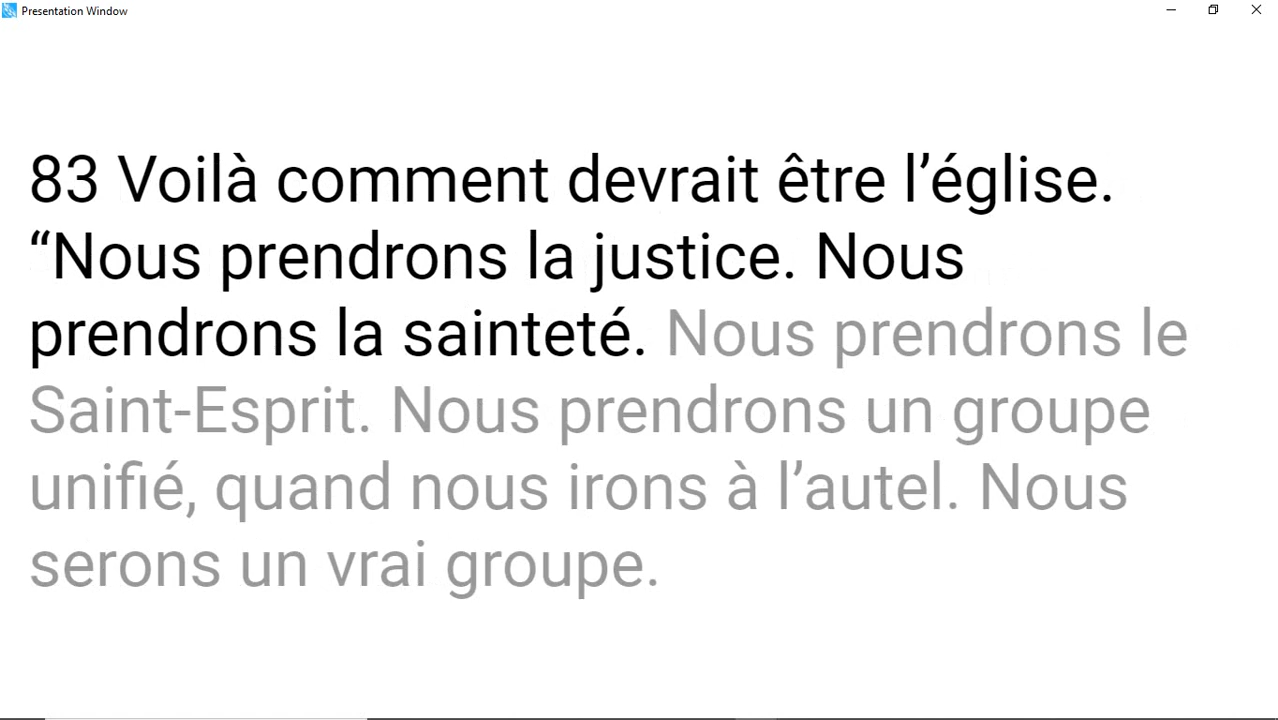 Presentation Window
83 Voilà comment devrait être l’église.
“Nous prendrons la justice. Nous
prendrons la sainteté. Nous prendrons le
Saint-Esprit. Nous prendrons un groupe
unifié, quand nous irons à l’autel. Nous
serons un vrai groupe.